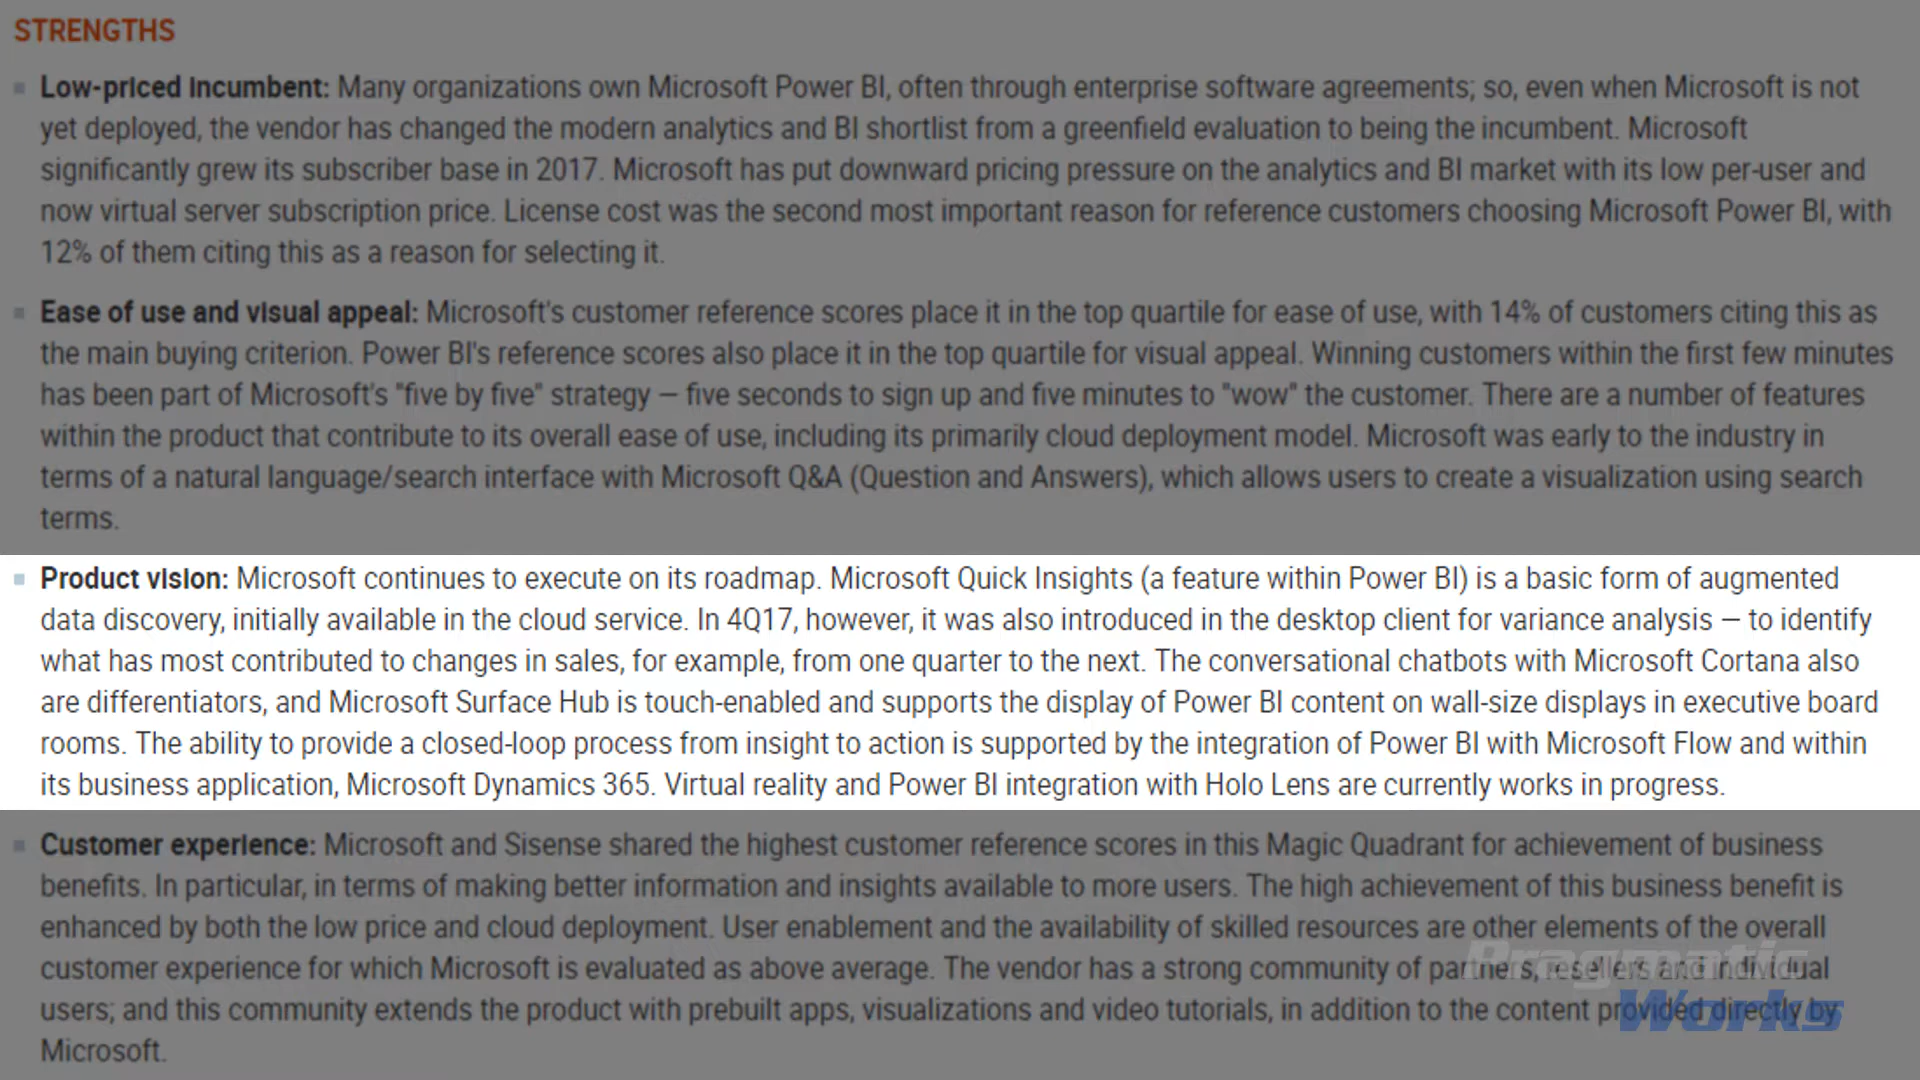 STRENGTHS
Low-priced incumbent: Many organizations own Microsoft Power BI, often through enterprise software agreements; so, even when Microsoft is not
yet deployed, the vendor has changed the modern analytics and BI shortlist from a greenfield evaluation to being the incumbent. Microsoft
significantly grew its subscriber base in 2017. Microsoft has put downward pricing pressure on the analytics and BI market with its low per-user and
now virtual server subscription price. License cost was the second most important reason for reference customers choosing Microsoft Power BI, with
12% of them citing this as a reason for selecting it.
Ease of use and visual appeal: Microsoft's customer reference scores place it in the top quartile for ease of use, with 14% of customers citing this as
the main buying criterion. Power BI's reference scores also place it in the top quartile for visual appeal. Winning customers within the first few minutes
has been part of Microsoft's "five by five" strategy — five seconds to sign up and five minutes to "wow" the customer. There are a number of features
within the product that contribute to its overall ease of use, including its primarily cloud deployment model. Microsoft was early to the industry in
terms of a natural language/search interface with Microsoft Q&A (Question and Answers), which allows users to create a visualization using search
terms.
Product vision: Microsoft continues to execute on its roadmap. Microsoft Quick Insights (a feature within Power BI) is a basic form of augmented
data discovery, initially available in the cloud service. In 4Q17, however, it was also introduced in the desktop client for variance analysis — to identify
what has most contributed to changes in sales, for example, from one quarter to the next. The conversational chatbots with Microsoft Cortana also
are differentiators, and Microsoft Surface Hub is touch-enabled and supports the display of Power BI content on wall-size displays in executive board
rooms. The ability to provide a closed-loop process from insight to action is supported by the integration of Power BI with Microsoft Flow and within
its business application, Microsoft Dynamics 365. Virtual reality and Power BI integration with Holo Lens are currently works in progress.
Customer experience: Microsoft and Sisense shared the highest customer reference scores in this Magic Quadrant for achievement of business
benefits. In particular, in terms of making better information and insights available to more users. The high achievement of this business benefit is
enhanced by both the low price and cloud deployment. User enablement and the availability of skilled resources are other elements of the overall
customer experience for which Microsoft is evaluated as above average. The vendor has a strong community of partners, resellers and individual
users; and this community extends the product with prebuilt apps, visualizations and video tutorials, in addition to the content provided directly by
Microsoft.
Pragmatic
Works